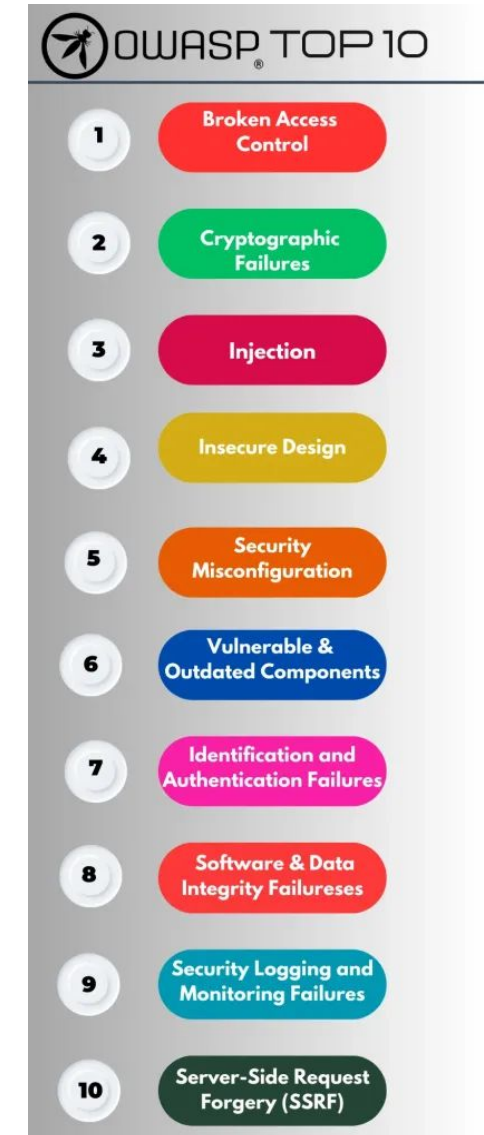 OWASP® TOP 10
1
Broken Access
Control
2
Cryptographic
Failures
3
Injection
4
Insecure Design
5
Security
Misconfiguration
6
Vulnerable &
Outdated Components
7
Identification and
Authentication Failures
8
Software & Data
Integrity Failureses
9
Security Logging and
Monitoring Failures
10
Server-Side Request
Forgery (SSRF)